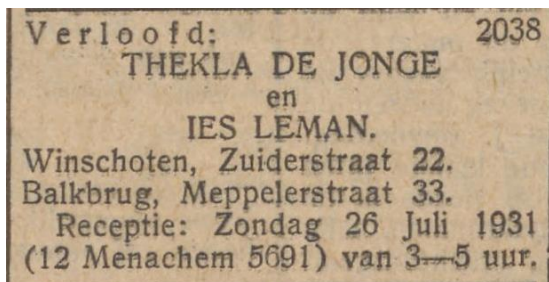 Verloofd: 2038
THEKLA DE JONGE
en
IES LEMAN.
Winschoten, Zuiderstraat 22.
Balkbrug, Meppelerstraat 33.
Receptie: Zondag 26 Juli 1931
(12 Menachem 5691) van 3—5 uur.